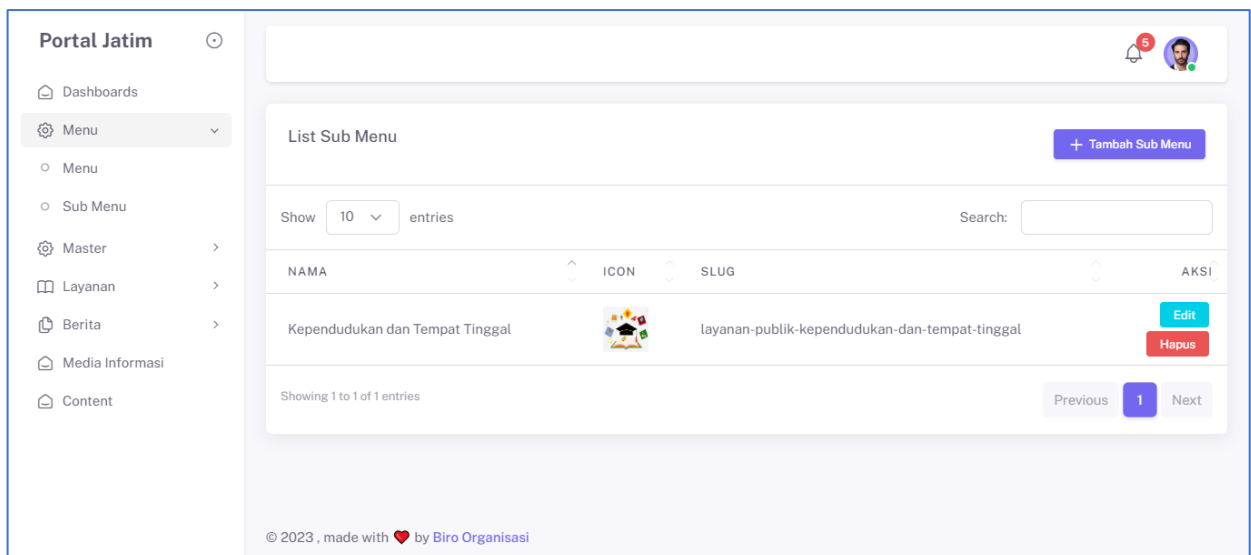 Portal Jatim
Dashboards
Menu
Menu
Sub Menu
Master
Layanan
Berita
Media Informasi
Content
5
List Sub Menu
+ Tambah Sub Menu
Show 10 entries
Search:
NAMA ICON SLUG AKSI
Kependudukan dan Tempat Tinggal layanan-publik-kependudukan-dan-tempat-tinggal Edit
Hapus
Showing 1 to 1 of 1 entries
Previous 1 Next
© 2023 , made with ❤️ by Biro Organisasi